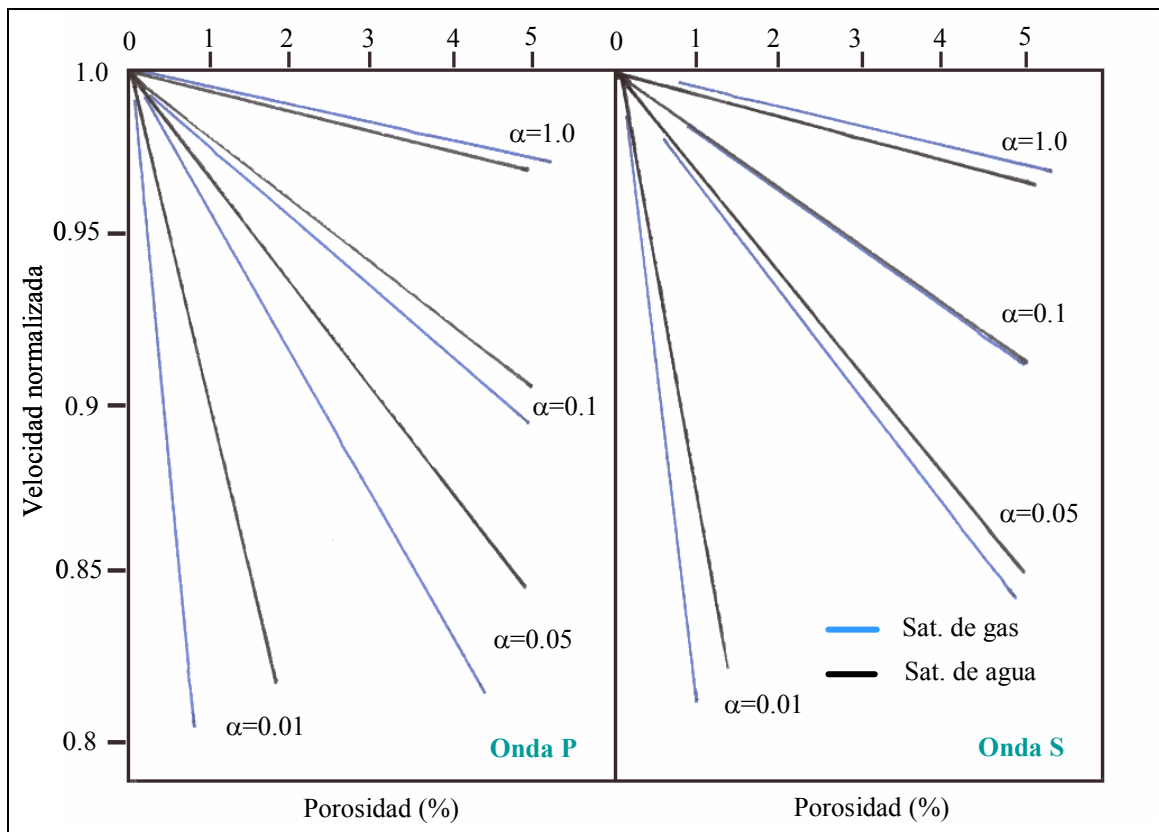 0 1 2 3 4 5
0 1 2 3 4 5
1.0
0.95
0.9
0.85
0.8
Velocidad normalizada
α=1.0
α=0.1
α=0.05
α=0.01
Onda P
α=1.0
α=0.1
α=0.05
α=0.01
Sat. de gas
Sat. de agua
Onda S
Porosidad (%)
Porosidad (%)